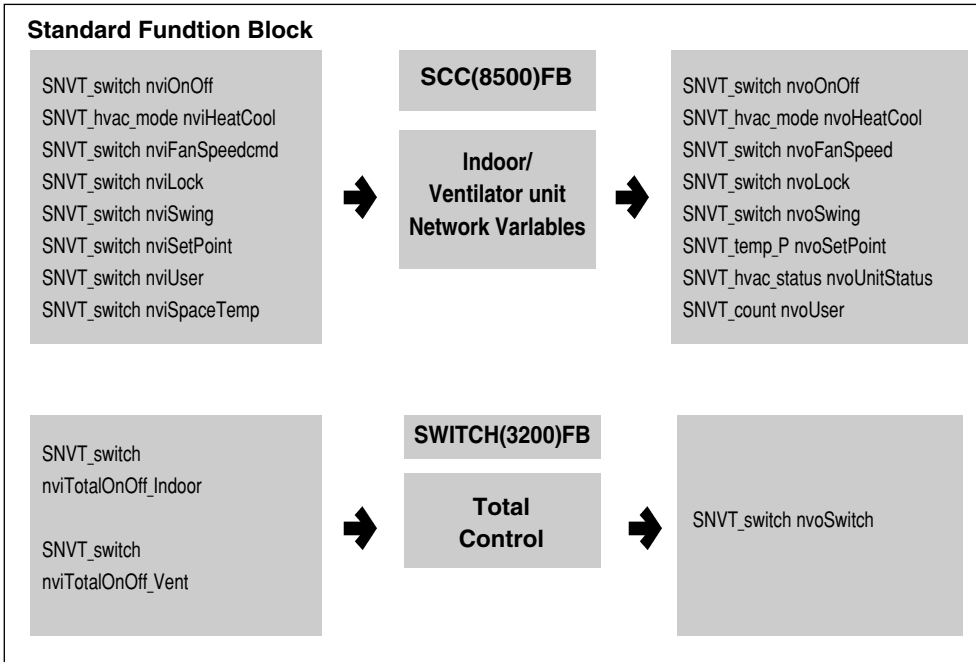 Standard Fundtion Block
SNVT_switch nviOnOff
SNVT_hvac_mode nviHeatCool
SNVT_switch nviFanSpeedcmd
SNVT_switch nviLock
SNVT_switch nviSwing
SNVT_switch nviSetPoint
SNVT_switch nviUser
SNVT_switch nviSpaceTemp
SCC(8500)FB
Indoor/
Ventilator unit
Network Varlables
SNVT_switch nvoOnOff
SNVT_hvac_mode nvoHeatCool
SNVT_switch nvoFanSpeed
SNVT_switch nvoLock
SNVT_switch nvoSwing
SNVT_temp_P nvoSetPoint
SNVT_hvac_status nvoUnitStatus
SNVT_count nvoUser
SNVT_switch
nviTotalOnOff_Indoor
SNVT_switch
nviTotalOnOff_Vent
SWITCH(3200)FB
Total
Control
SNVT_switch nvoSwitch